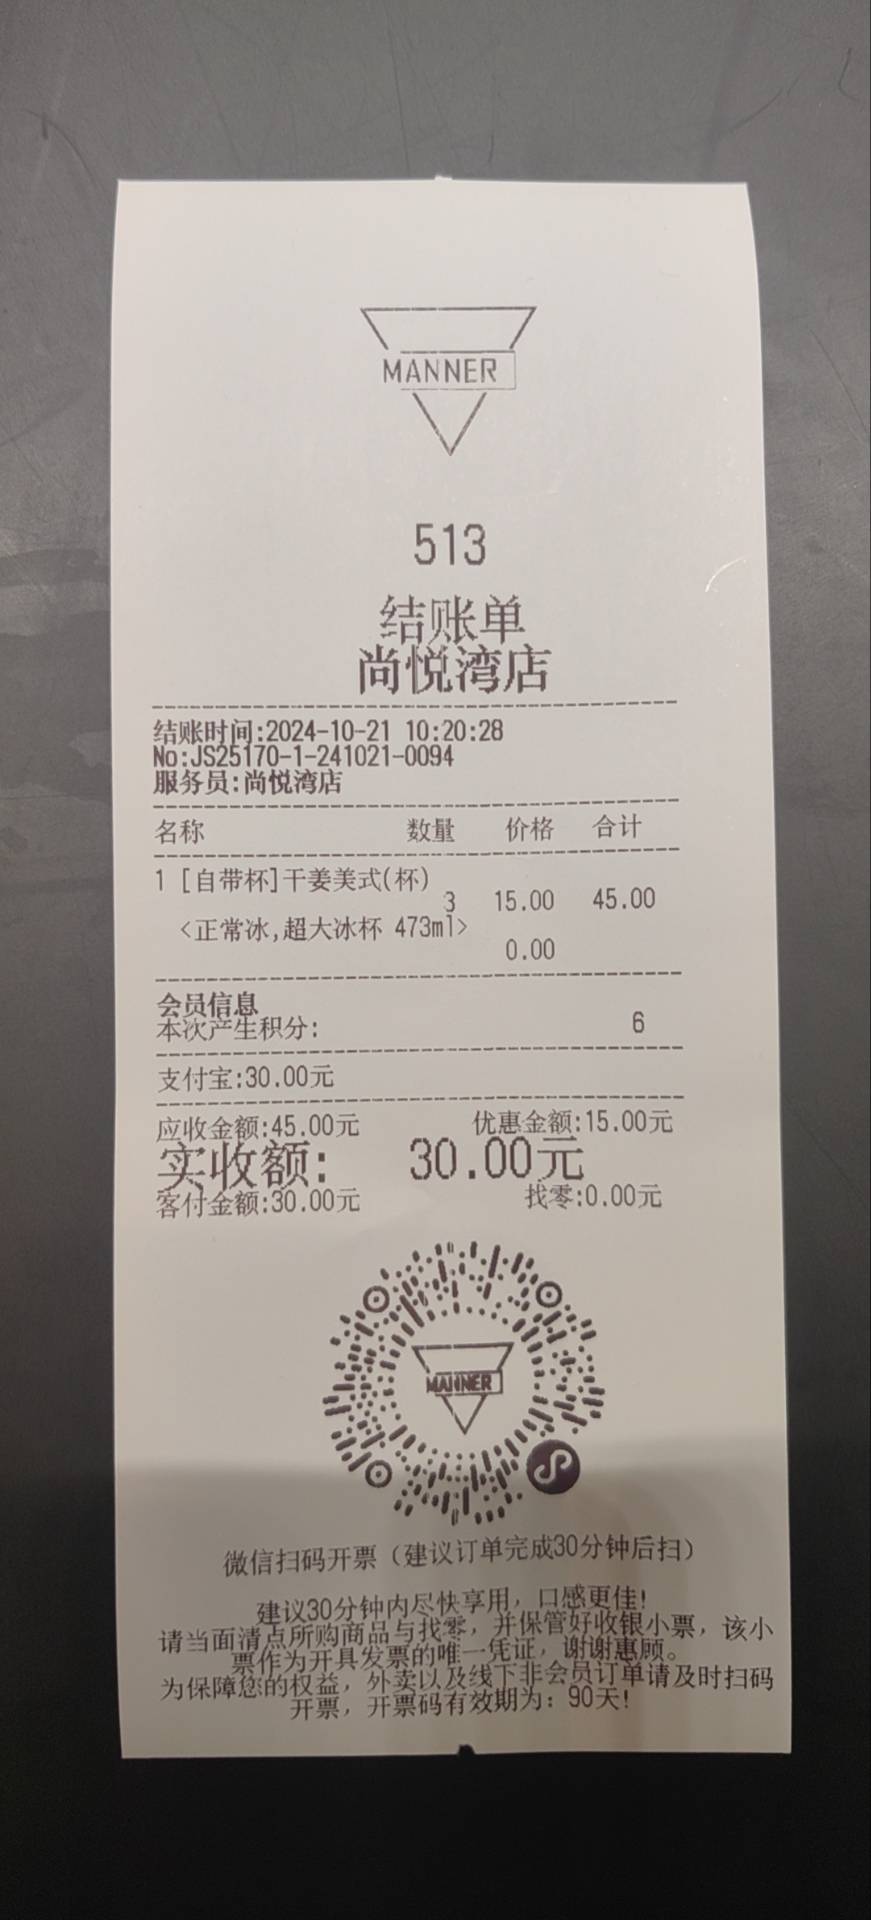 MANNER
513
结账单
尚悦湾店
结账时间:2024-10-21 10:20:28
No:JS25170-1-241021-0094
服务员:尚悦湾店
名称 数量 价格 合计
1 [自带杯]干姜美式(杯)
3 15.00 45.00
<正常冰,超大冰杯 473ml>
0.00
会员信息
本次产生积分: 6
支付宝:30.00元
应收金额:45.00元 优惠金额:15.00元
实收额: 30.00元
客付金额:30.00元 找零:0.00元
MANNER
微信扫码开票（建议订单完成30分钟后扫）
建议30分钟内尽快享用，口感更佳!
请当面清点所购商品与找零，并保管好收银小票，该小
票作为开具发票的唯一凭证，谢谢惠顾。
为保障您的权益，外卖以及线下非会员订单请及时扫码
开票，开票码有效期为：90天!